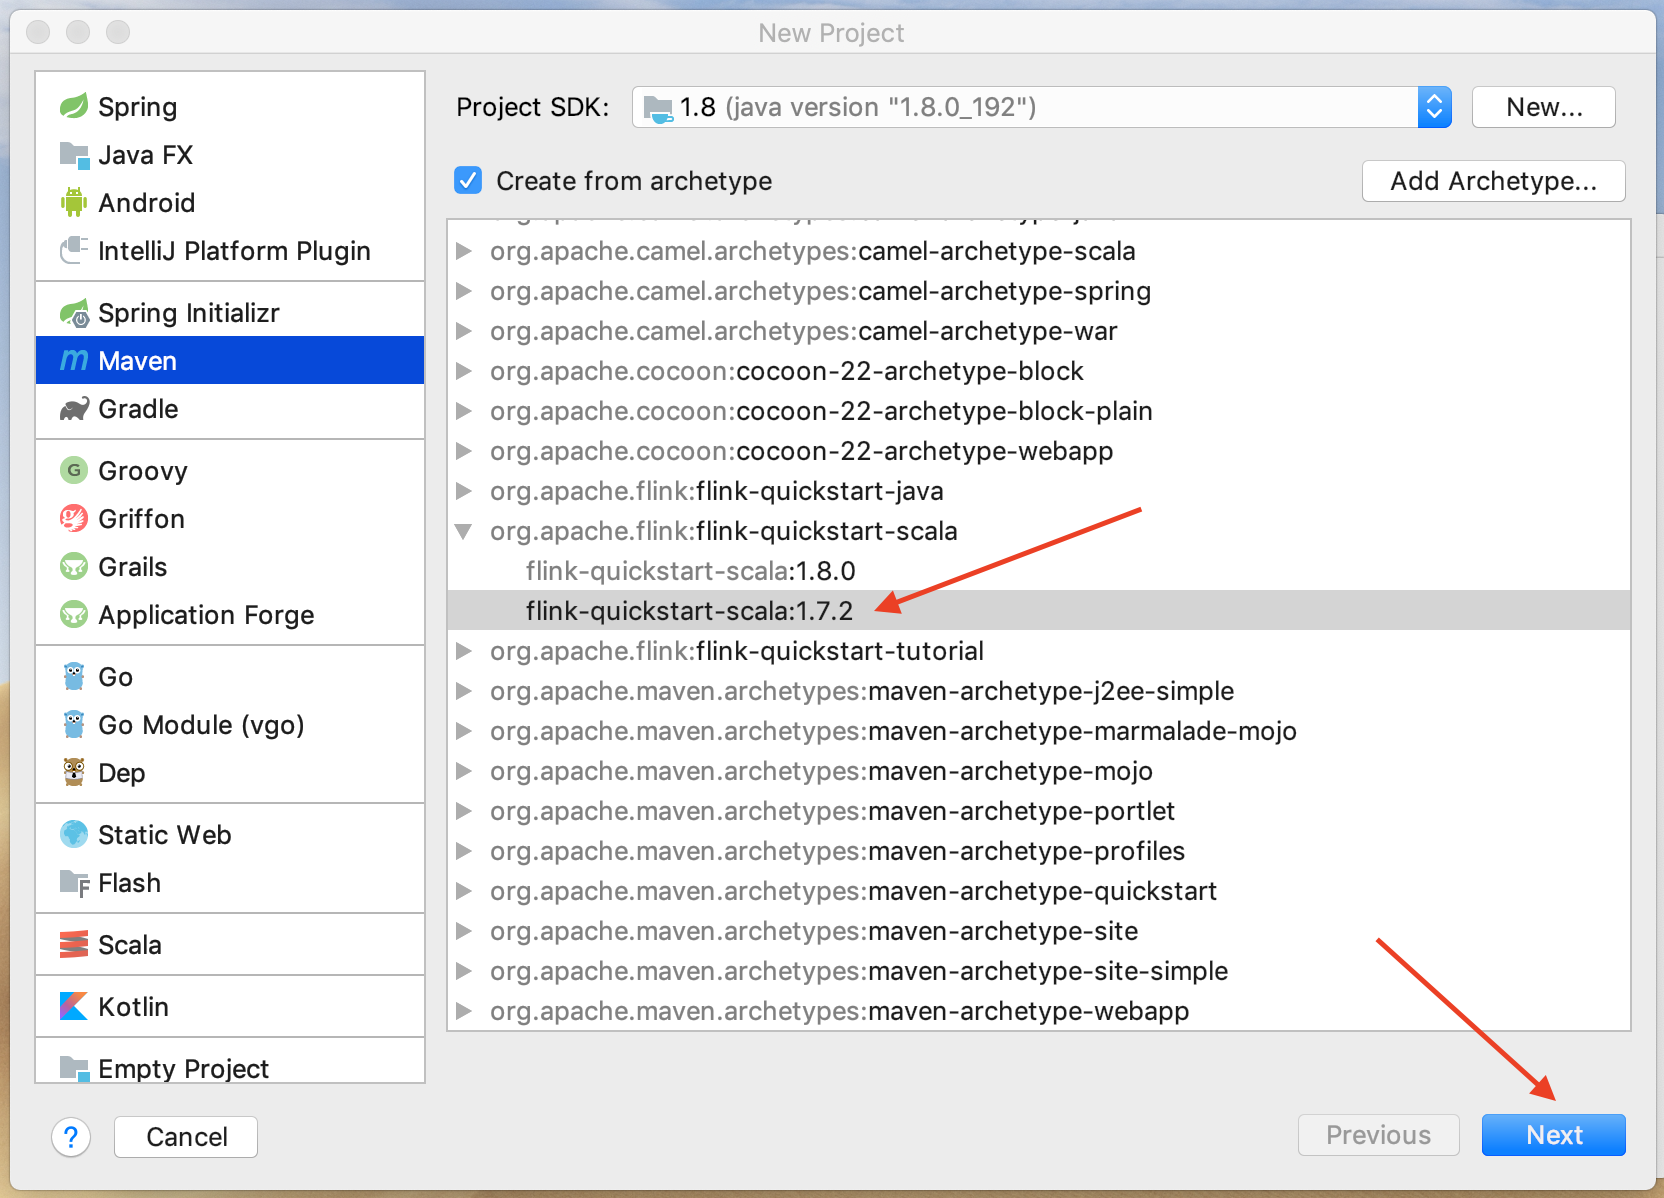 New Project
Spring
Java FX
Android
IntelliJ Platform Plugin
Spring Initializr
Maven
Gradle
Groovy
Griffon
Grails
Application Forge
Go
Go Module (vgo)
Dep
Static Web
Flash
Scala
Kotlin
Empty Project
Project SDK: 1.8 (java version "1.8.0_192") New...
Create from archetype Add Archetype...
org.apache.camel.archetypes:camel-archetype-scala
org.apache.camel.archetypes:camel-archetype-spring
org.apache.camel.archetypes:camel-archetype-war
org.apache.cocoon:cocoon-22-archetype-block
org.apache.cocoon:cocoon-22-archetype-block-plain
org.apache.cocoon:cocoon-22-archetype-webapp
org.apache.flink:flink-quickstart-java
org.apache.flink:flink-quickstart-scala
flink-quickstart-scala:1.8.0
flink-quickstart-scala:1.7.2
org.apache.flink:flink-quickstart-tutorial
org.apache.maven.archetypes:maven-archetype-j2ee-simple
org.apache.maven.archetypes:maven-archetype-marmalade-mojo
org.apache.maven.archetypes:maven-archetype-mojo
org.apache.maven.archetypes:maven-archetype-portlet
org.apache.maven.archetypes:maven-archetype-profiles
org.apache.maven.archetypes:maven-archetype-quickstart
org.apache.maven.archetypes:maven-archetype-site
org.apache.maven.archetypes:maven-archetype-site-simple
org.apache.maven.archetypes:maven-archetype-webapp
? Cancel Previous Next